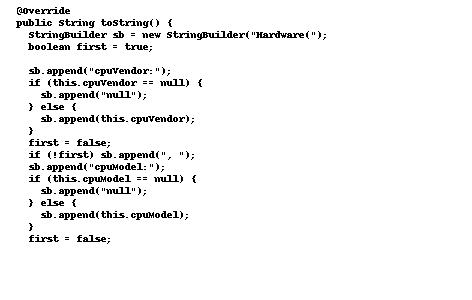 @Override
public String toString() {
StringBuilder sb = new StringBuilder("Hardware(");
boolean first = true;
sb.append("cpuVendor:");
if (this.cpuVendor == null) {
sb.append("null");
} else {
sb.append(this.cpuVendor);
}
first = false;
if (!first) sb.append(", ");
sb.append("cpuModel:");
if (this.cpuModel == null) {
sb.append("null");
} else {
sb.append(this.cpuModel);
}
first = false;